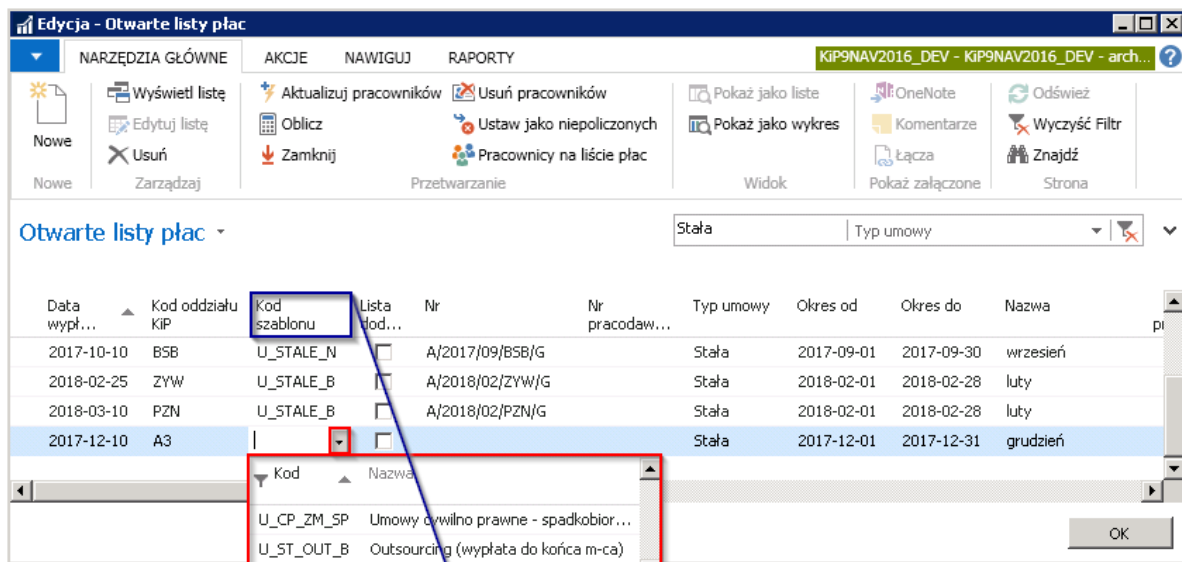 Edycja - Otwarte listy płac
NARZĘDZIA GŁÓWNE AKCJE NAWIGUJ RAPORTY KiP9NAV2016_DEV - KiP9NAV2016_DEV - arch...
Wyświetl listę Aktualizuj pracowników Usuń pracowników Pokaż jako liste OneNote Odśwież
Nowe Edytuj listę Oblicz Ustaw jako niepoliczonych Pokaż jako wykres Komentarze Wyczyść Filtr
Usuń Zamknij Pracownicy na liście płac Łącza Znajdź
Nowe Zarządzaj Przetwarzanie Widok Pokaż załączone Strona
Otwarte listy płac Stała Typ umowy
Data Kod oddziału Kod Lista Nr Nr Typ umowy Okres od Okres do Nazwa
wypł... KiP szablonu dod... pracodaw...
2017-10-10 BSB U_STALE_N A/2017/09/BSB/G Stała 2017-09-01 2017-09-30 wrzesień
2018-02-25 ZYW U_STALE_B A/2018/02/ZYW/G Stała 2018-02-01 2018-02-28 luty
2018-03-10 PZN U_STALE_B A/2018/02/PZN/G Stała 2018-02-01 2018-02-28 luty
2017-12-10 A3 Stała 2017-12-01 2017-12-31 grudzień
Kod Nazwa
U_CP_ZM_SP Umowy cywilno prawne - spadkobior...
U_ST_OUT_B Outsourcing (wypłata do końca m-ca)
OK